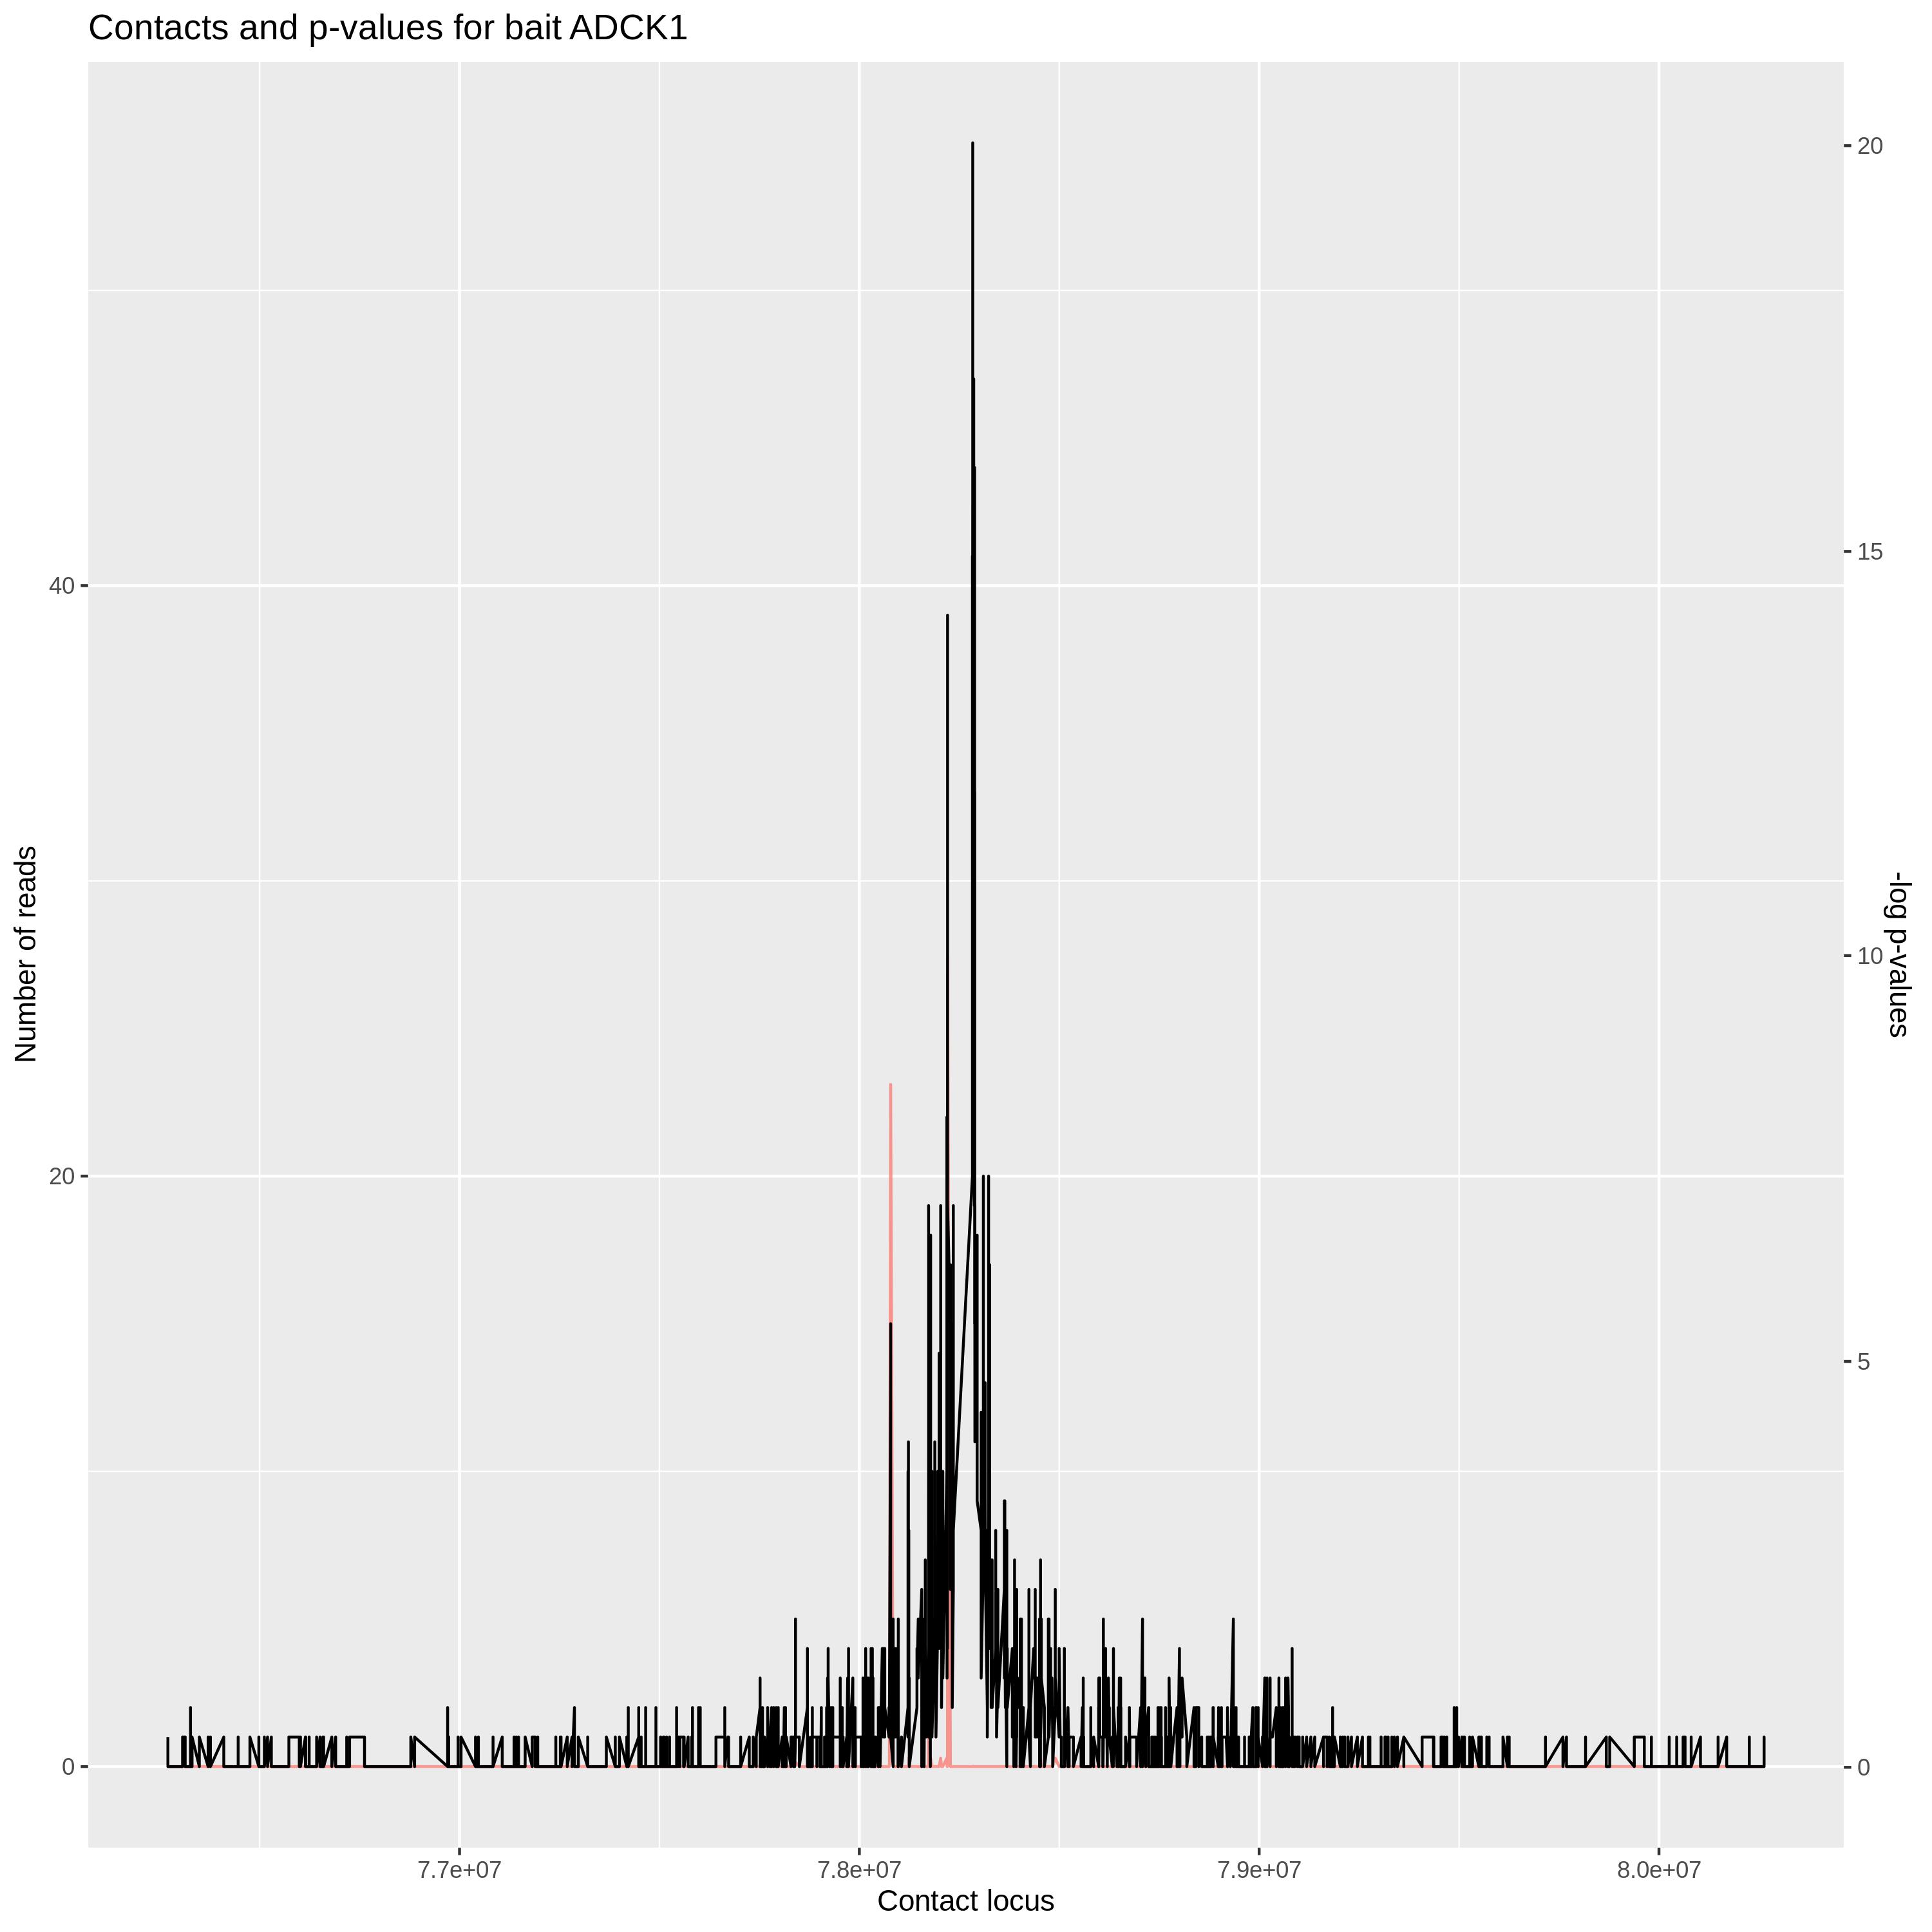 Contacts and p-values for bait ADCK1
20
15
40
Number of reads
-log p-values
10
20
5
0
0
7.7e+07
7.8e+07
7.9e+07
8.0e+07
Contact locus